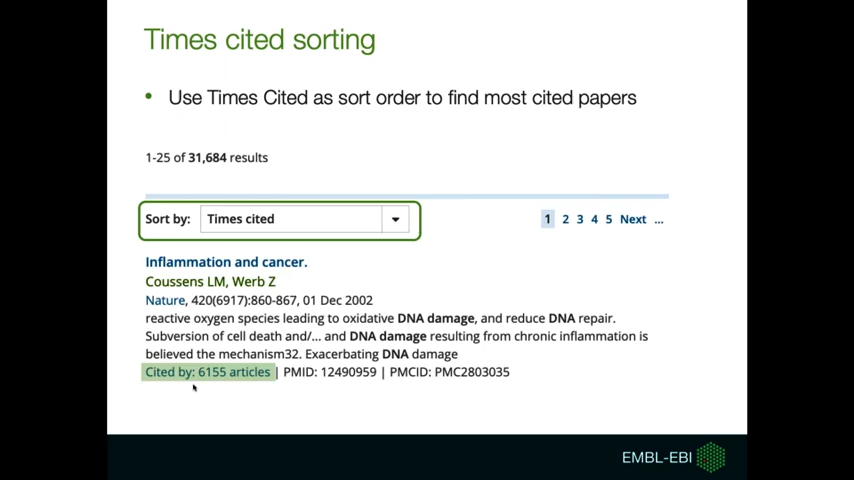 Times cited sorting
• Use Times Cited as sort order to find most cited papers
1-25 of 31,684 results
Sort by: Times cited
1 2 3 4 5 Next ...
Inflammation and cancer.
Coussens LM, Werb Z
Nature, 420(6917):860-867, 01 Dec 2002
reactive oxygen species leading to oxidative DNA damage, and reduce DNA repair.
Subversion of cell death and/... and DNA damage resulting from chronic inflammation is
believed the mechanism32. Exacerbating DNA damage
Cited by: 6155 articles | PMID: 12490959 | PMCID: PMC2803035
EMBL-EBI